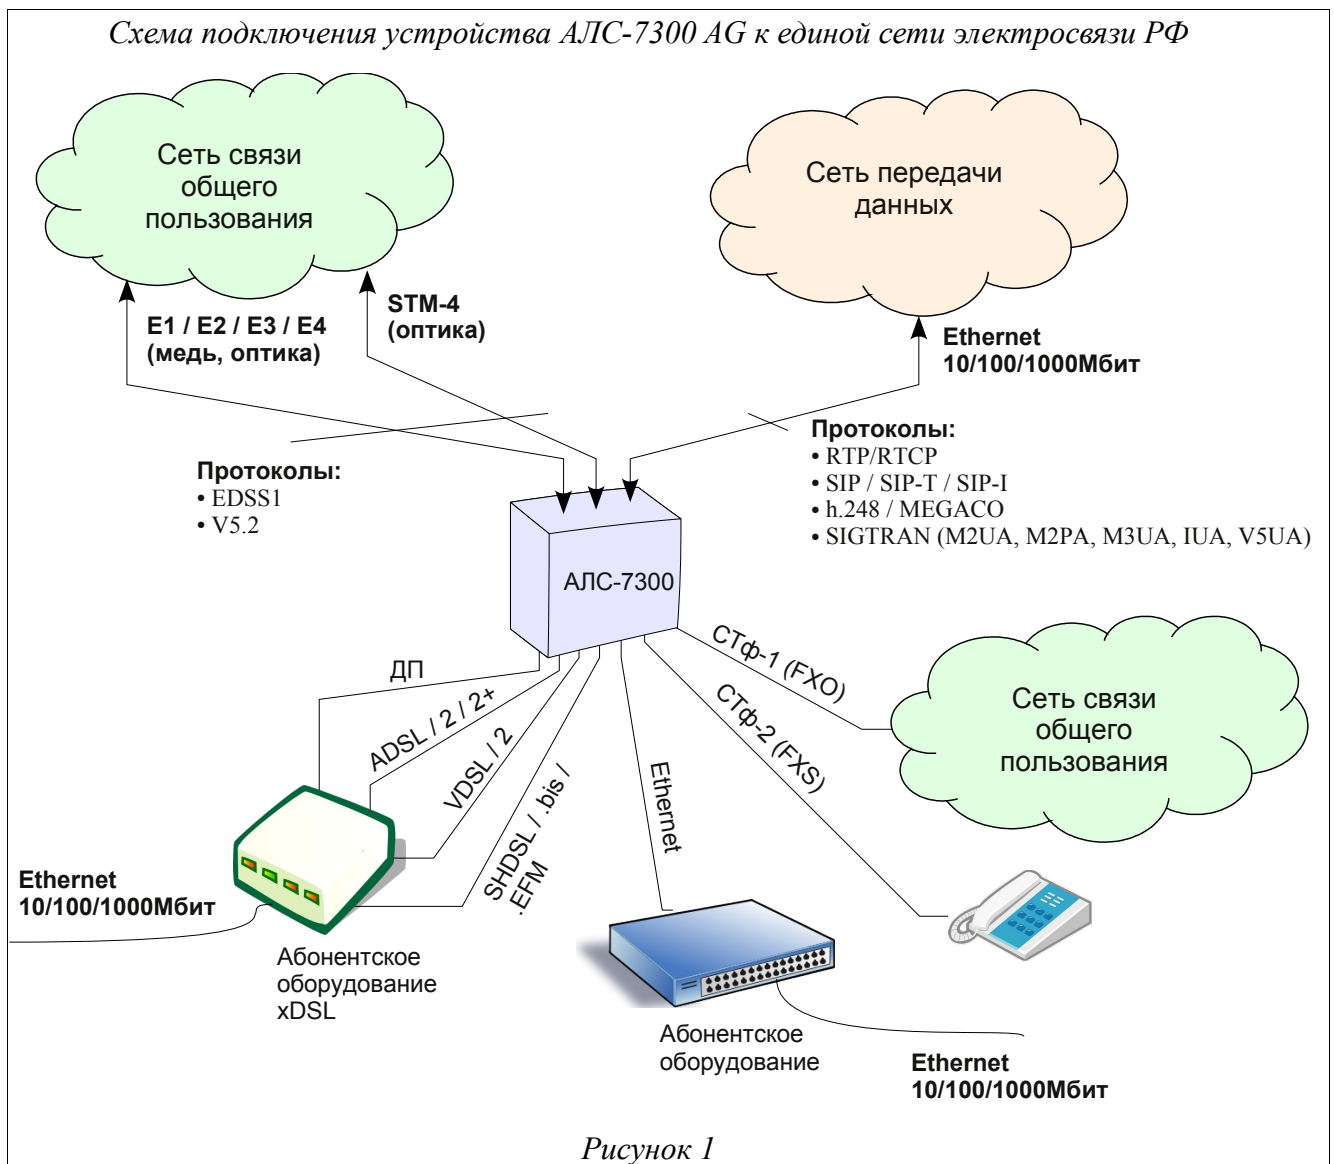 Схема подключения устройства АЛС-7300 AG к единой сети электросвязи РФ
Сеть связи
общего
пользования
Сеть передачи
данных
E1 / E2 / E3 / E4
(медь, оптика)
STM-4
(оптика)
Ethernet
10/100/1000Мбит
Протоколы:
• EDSS1
• V5.2
Протоколы:
• RTP/RTCP
• SIP / SIP-T / SIP-I
• h.248 / MEGACO
• SIGTRAN (M2UA, M2PA, M3UA, IUA, V5UA)
АЛС-7300
ДП
ADSL / 2 / 2+
VDSL / 2
SHDSL / .bis /
.EFM
Ethernet
СТф-1 (FXO)
СТф-2 (FXS)
Сеть связи
общего
пользования
Ethernet
10/100/1000Мбит
Абонентское
оборудование
xDSL
Абонентское
оборудование
Ethernet
10/100/1000Мбит
Рисунок 1